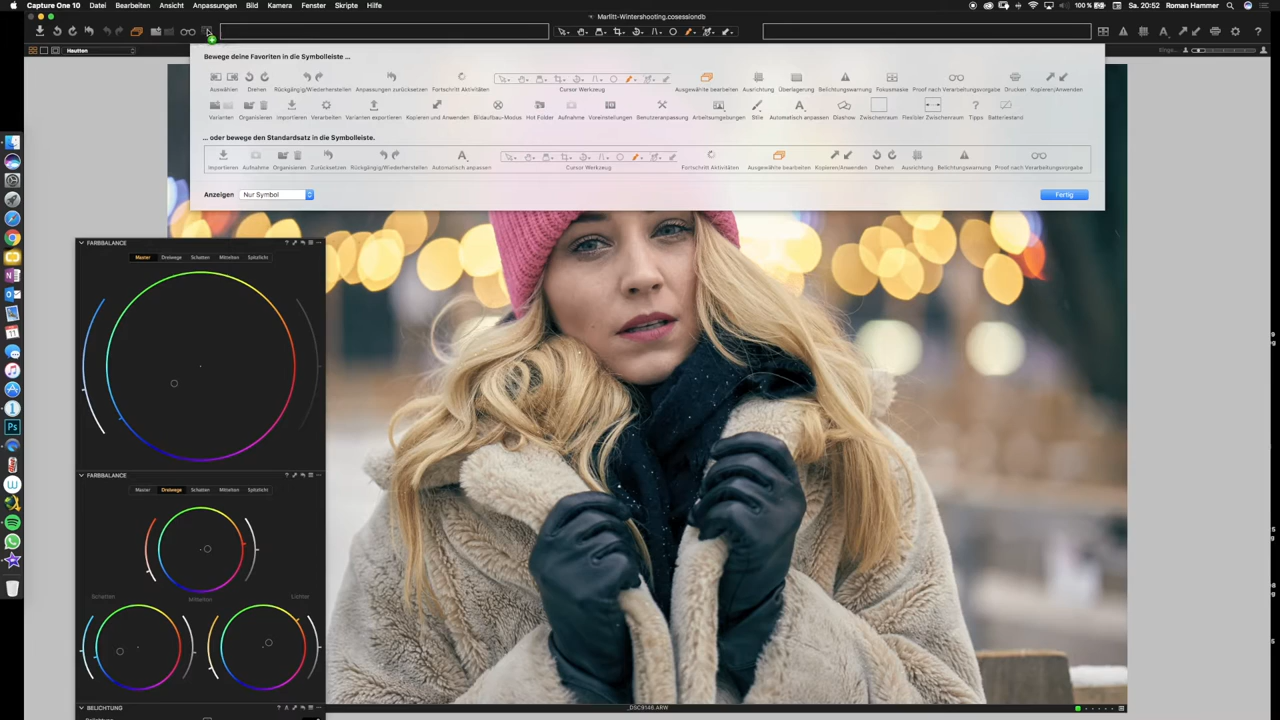 Capture One 10 Datei Bearbeiten Ansicht Anpassungen Bild Kamera Fenster Skripte Hilfe 100 % Sa. 20:52 Roman Hammer
Marlitt-Wintershooting.cosessiondb
Hautten
Bewege deine Favoriten in die Symbolleiste ...
Auswählen Drehen Rückgängig/Wiederherstellen Anpassungen zurücksetzen Fortschritt Aktivitäten Cursor Werkzeug Ausgewählte bearbeiten Ausrichtung Überlagerung Belichtungswarnung Fokusmaske Proof nach Verarbeitungsvorgabe Drucken Kopieren/Anwenden
Varianten Organisieren Importieren Verarbeiten Varianten exportieren Kopieren und Anwenden Bildaufbau-Modus Hot Folder Aufnahme Voreinstellungen Benutzeranpassung Arbeitsumgebungen Stile Automatisch anpassen Diashow Zwischenraum Flexibler Zwischenraum Tipps Batteriestand
... oder bewege den Standardsatz in die Symbolleiste.
Importieren Aufnahme Organisieren Zurücksetzen Rückgängig/Wiederherstellen Automatisch anpassen Cursor Werkzeug Fortschritt Aktivitäten Ausgewählte bearbeiten Kopieren/Anwenden Drehen Ausrichtung Belichtungswarnung Proof nach Verarbeitungsvorgabe
Anzeigen Nur Symbol Fertig
FARBBALANCE
Master Dreiwege Schatten Mitteltöne Spitzlicht
FARBBALANCE
Master Dreiwege Schatten Mitteltöne Spitzlicht
Schatten Mitteltöne Lichter
BELICHTUNG
Belichtung
_DSC9146.ARW